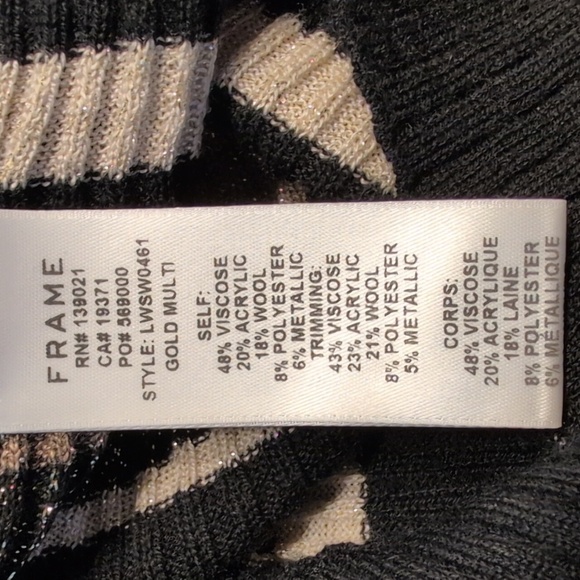 FRAME
RN# 139021
CA# 19371
PO# 569000
STYLE: LWSW0461
GOLD MULTI
SELF:
48% VISCOSE
20% ACRYLIC
18% WOOL
8% POLYESTER
6% METALLIC
TRIMMING:
43% VISCOSE
23% ACRYLIC
21% WOOL
8% POLYESTER
5% METALLIC
CORPS:
48% VISCOSE
20% ACRYLIQUE
18% LAINE
8% POLYESTER
6% MÉTALLIQUE